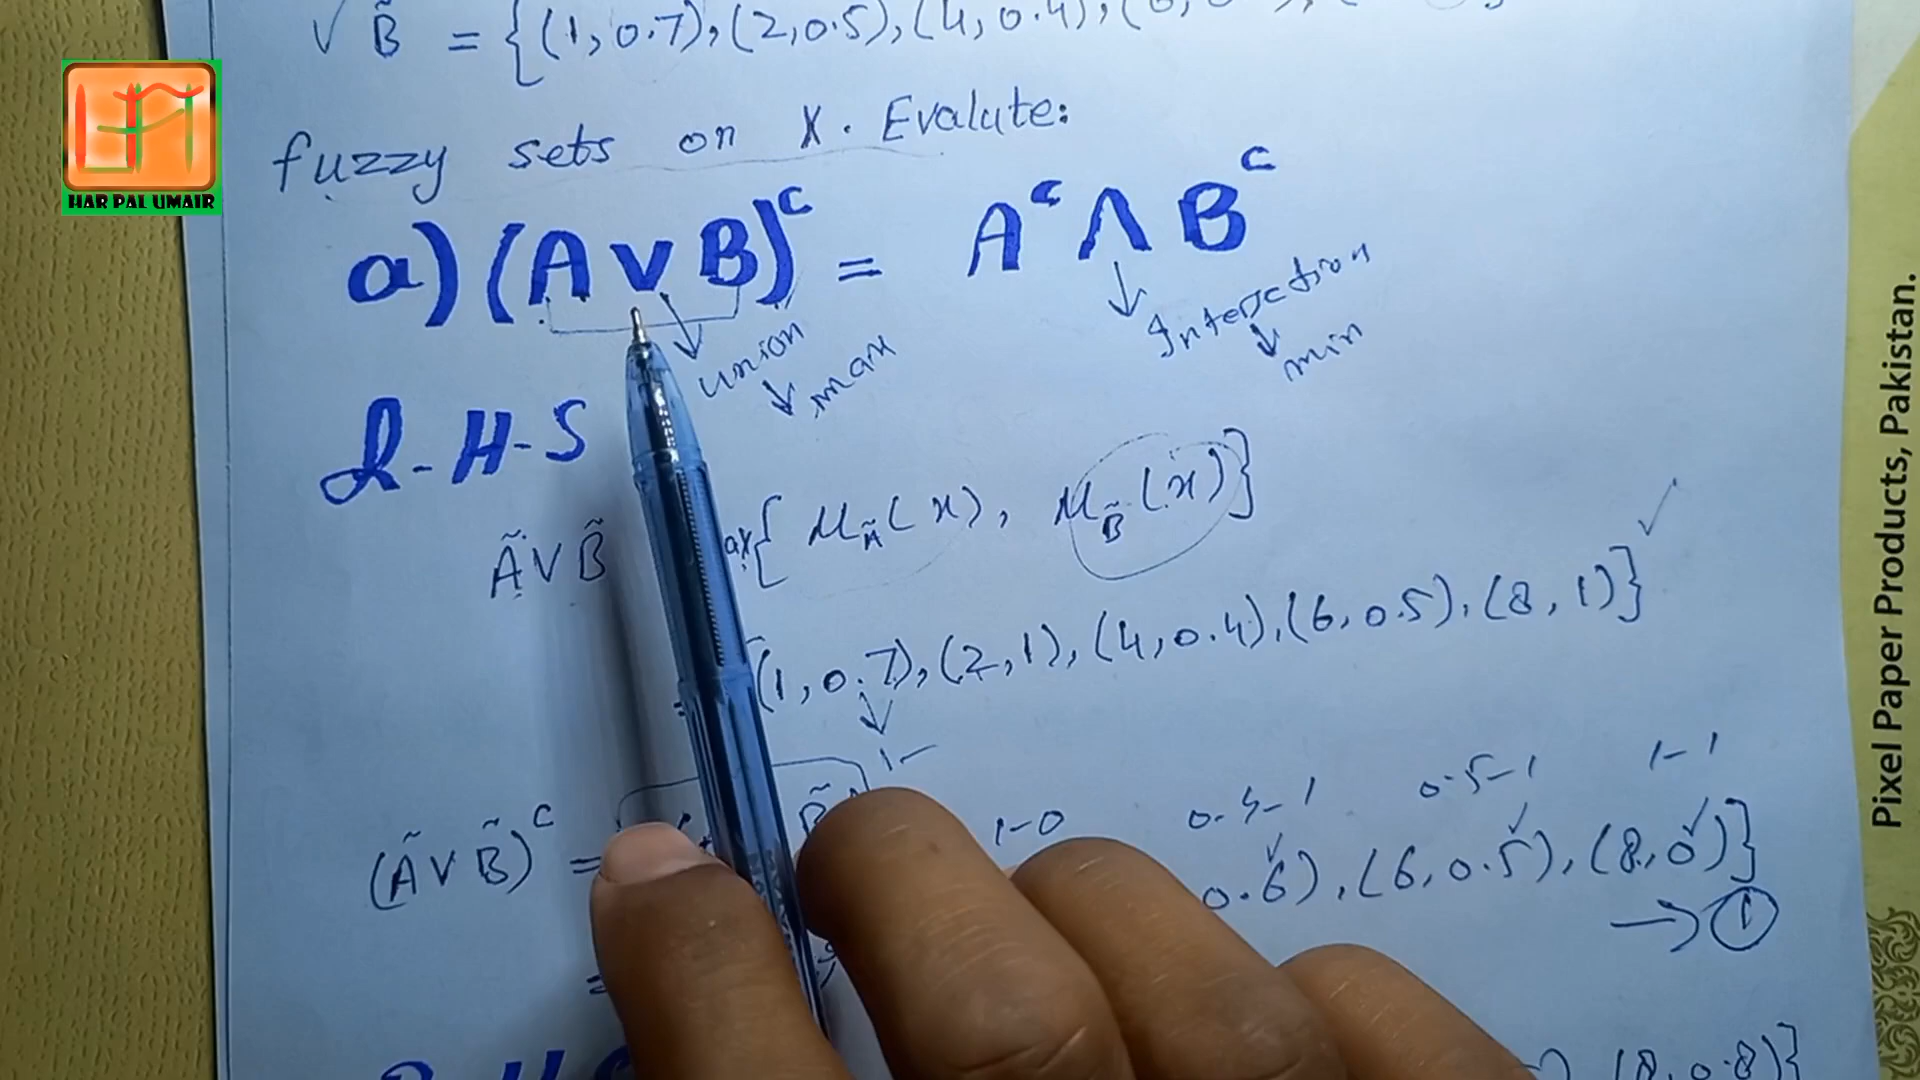 √ B̃ = {(1, 0.7), (2, 0.5), (4, 0.4), (
HAR PAL UMAIR
fuzzy sets on X. Evalute:
a) (A ∨ B)ᶜ = Aᶜ ∧ Bᶜ
union
max
Intersection
min
L-H-S
Ã ∨ B̃ ax{ μÃ(x), μB̃(x)}
(1, 0.7), (2, 1), (4, 0.4), (6, 0.5), (8, 1)} ✓
1-
1-0 0.4-1 0.5-1 1-1
(Ã ∨ B̃)ᶜ = 0.6), (6, 0.5), (8, 0)}
→ ①
=
(8, 0.8)}
Pixel Paper Products, Pakistan.